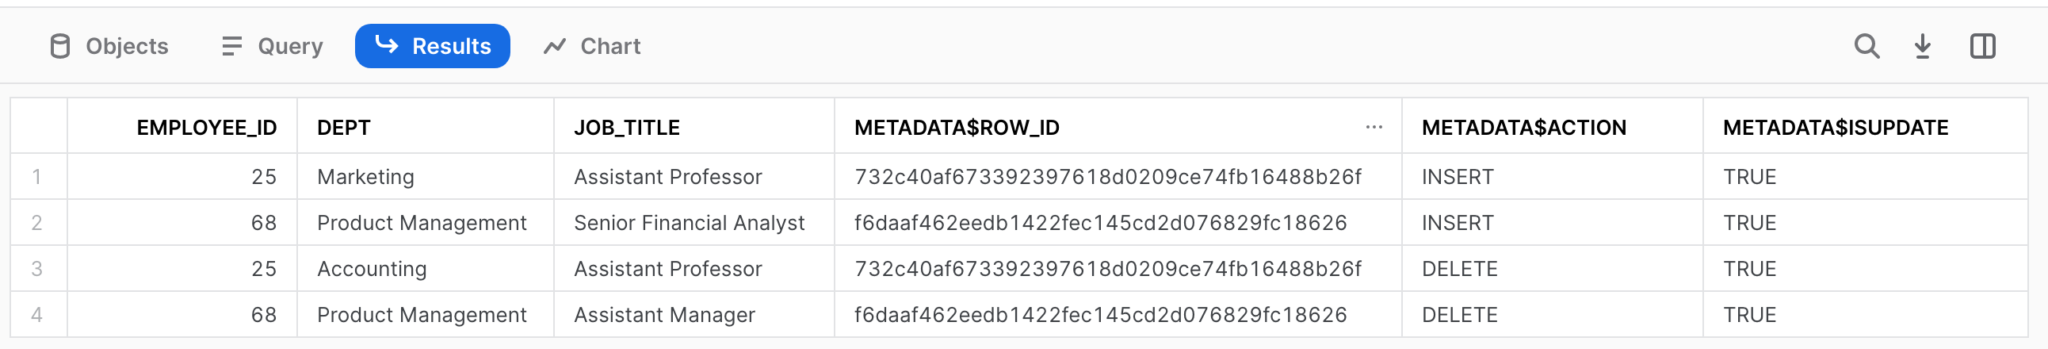 Objects Query Results Chart
EMPLOYEE_ID DEPT JOB_TITLE METADATA$ROW_ID ... METADATA$ACTION METADATA$ISUPDATE
1 25 Marketing Assistant Professor 732c40af673392397618d0209ce74fb16488b26f INSERT TRUE
2 68 Product Management Senior Financial Analyst f6daaf462eedb1422fec145cd2d076829fc18626 INSERT TRUE
3 25 Accounting Assistant Professor 732c40af673392397618d0209ce74fb16488b26f DELETE TRUE
4 68 Product Management Assistant Manager f6daaf462eedb1422fec145cd2d076829fc18626 DELETE TRUE